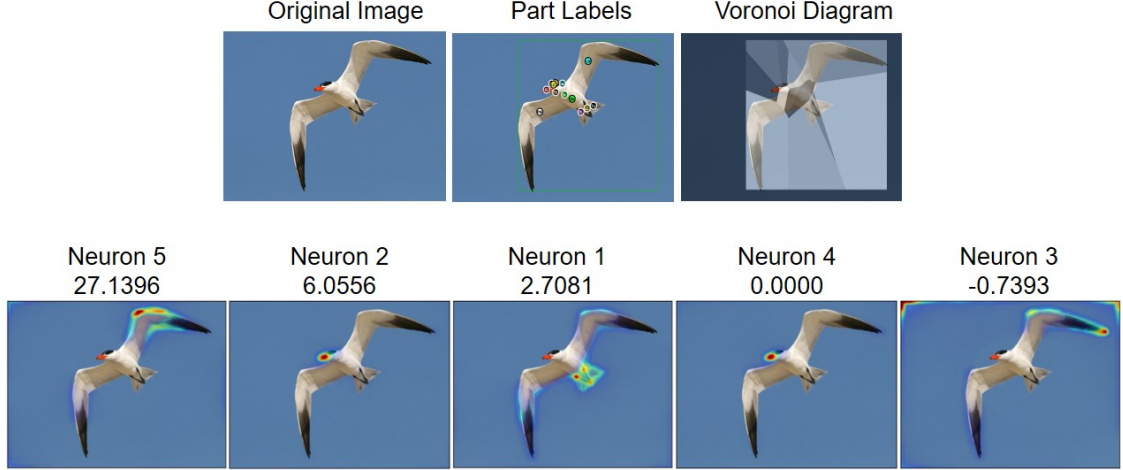 Original Image Part Labels Voronoi Diagram
Neuron 5 Neuron 2 Neuron 1 Neuron 4 Neuron 3
27.1396 6.0556 2.7081 0.0000 -0.7393